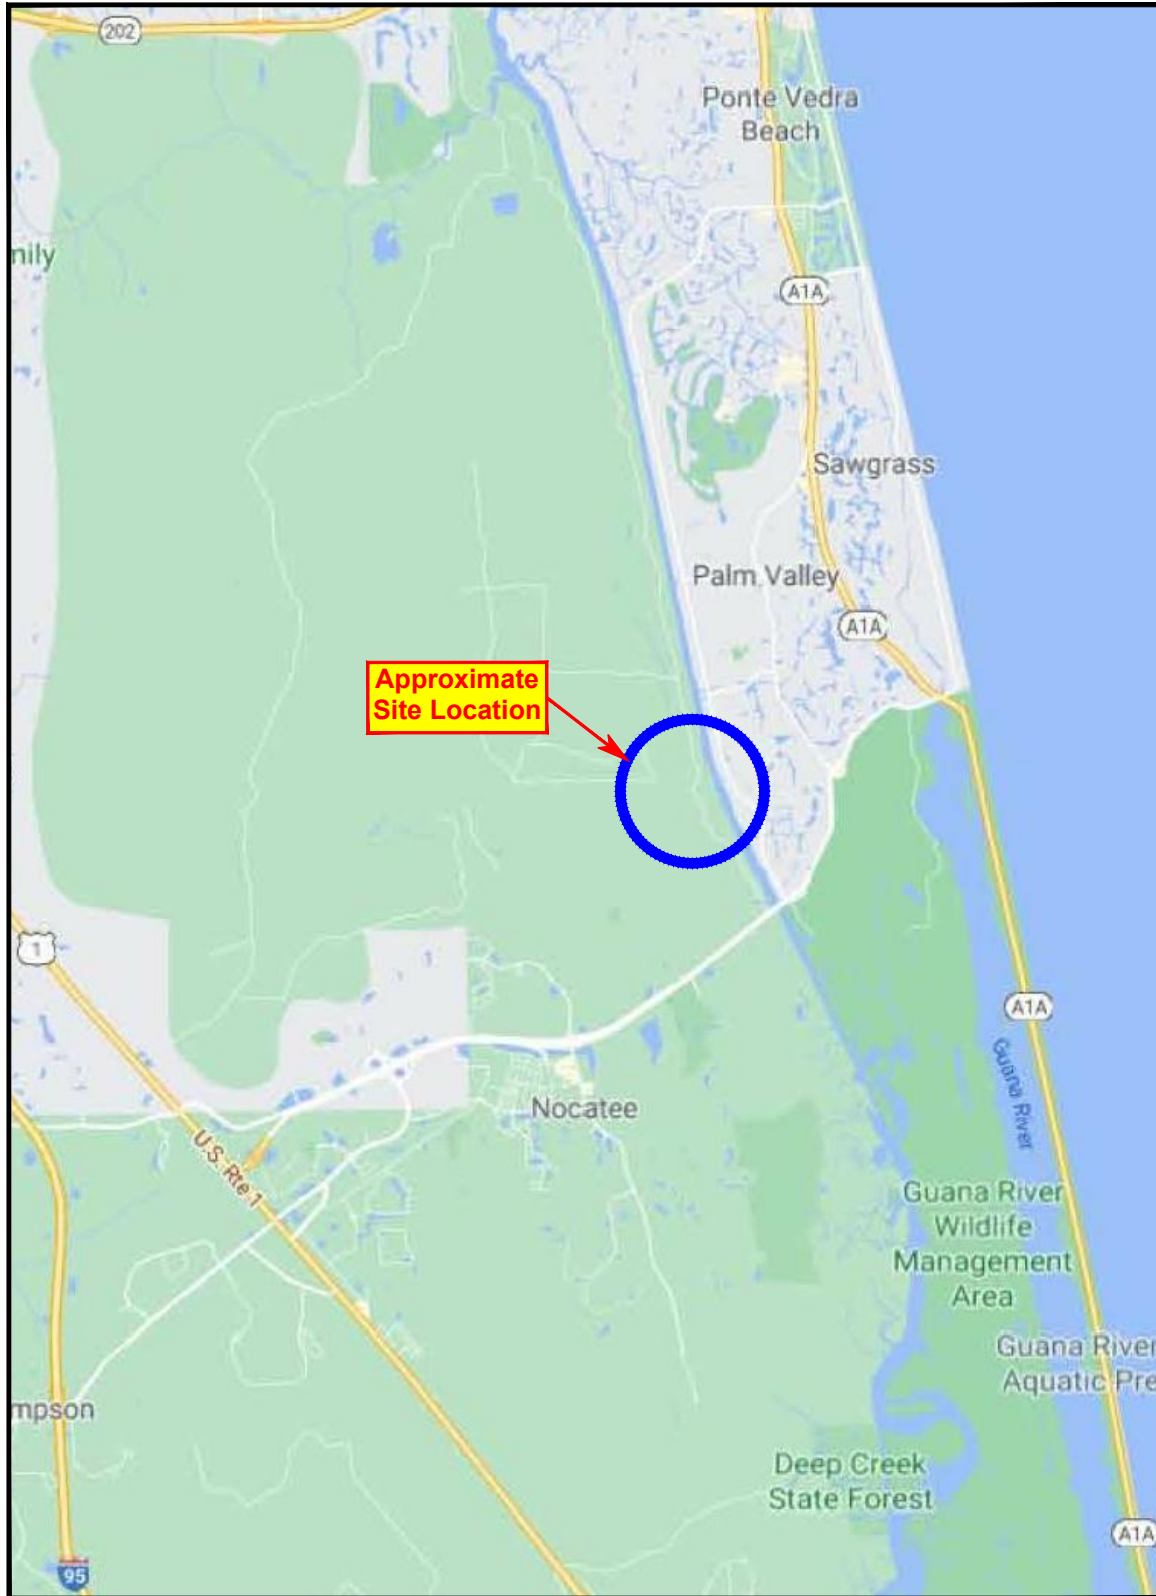 202
Ponte Vedra
Beach
nily
A1A
Sawgrass
Palm Valley
A1A
Approximate
Site Location
1
A1A
Guana River
Nocatee
U.S. Rte 1
Guana River
Wildlife
Management
Area
Guana River
Aquatic Pre
mpson
Deep Creek
State Forest
A1A
95